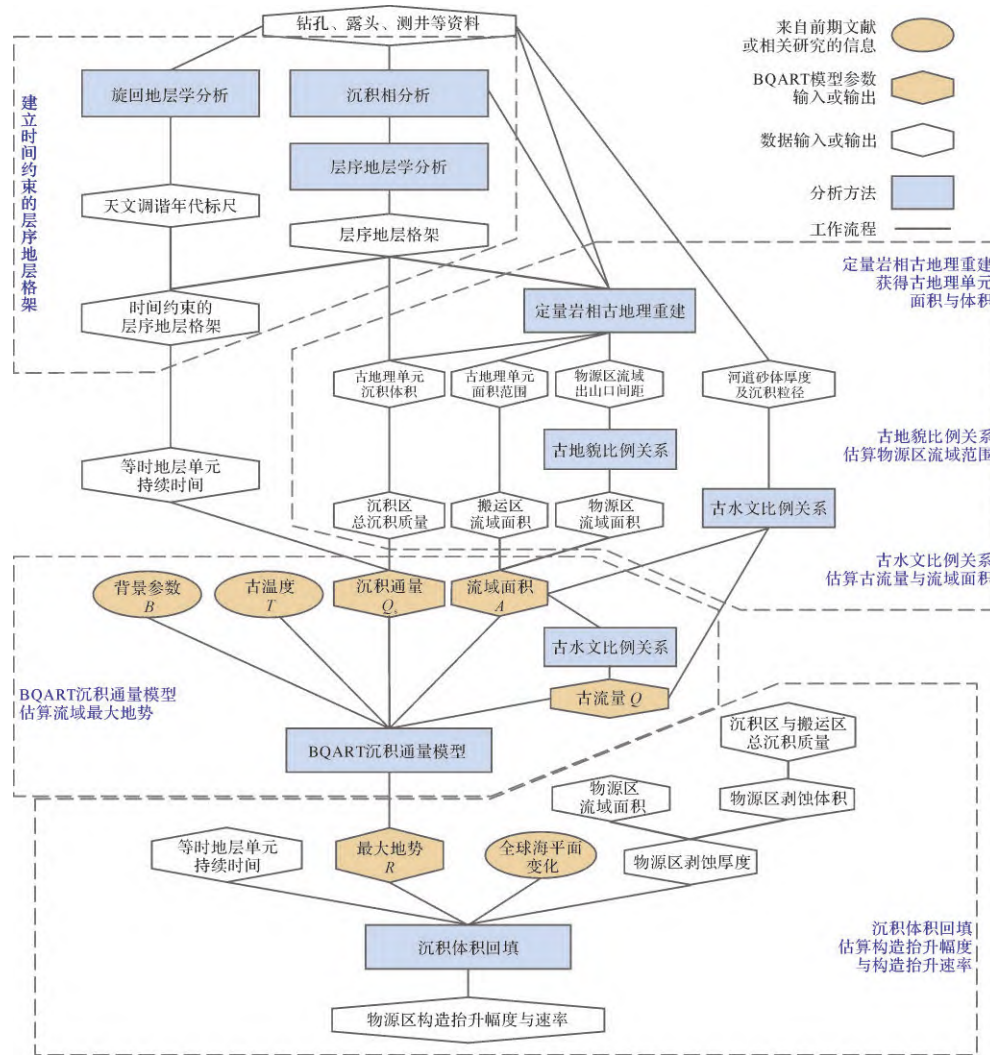 钻孔、露头、测井等资料
来自前期文献
或相关研究的信息
BQART模型参数
输入或输出
数据输入或输出
分析方法
工作流程
建立时间约束的层序地层格架
旋回地层学分析
沉积相分析
层序地层学分析
天文调谐年代标尺
层序地层格架
时间约束的
层序地层格架
定量岩相古地理重建
获得古地理单元
面积与体积
定量岩相古地理重建
古地理单元
沉积体积
古地理单元
面积范围
物源区流域
出山口间距
河道砂体厚度
及沉积粒径
古地貌比例关系
古地貌比例关系
估算物源区流域范围
等时地层单元
持续时间
沉积区
总沉积质量
搬运区
流域面积
物源区
流域面积
古水文比例关系
古水文比例关系
估算古流量与流域面积
背景参数
B
古温度
T
沉积通量
Qs
流域面积
A
古水文比例关系
古流量 Q
BQART沉积通量模型
估算流域最大地势
BQART沉积通量模型
沉积区与搬运区
总沉积质量
物源区
流域面积
物源区剥蚀体积
等时地层单元
持续时间
最大地势
R
全球海平面
变化
物源区剥蚀厚度
沉积体积回填
沉积体积回填
估算构造抬升幅度
与构造抬升速率
物源区构造抬升幅度与速率